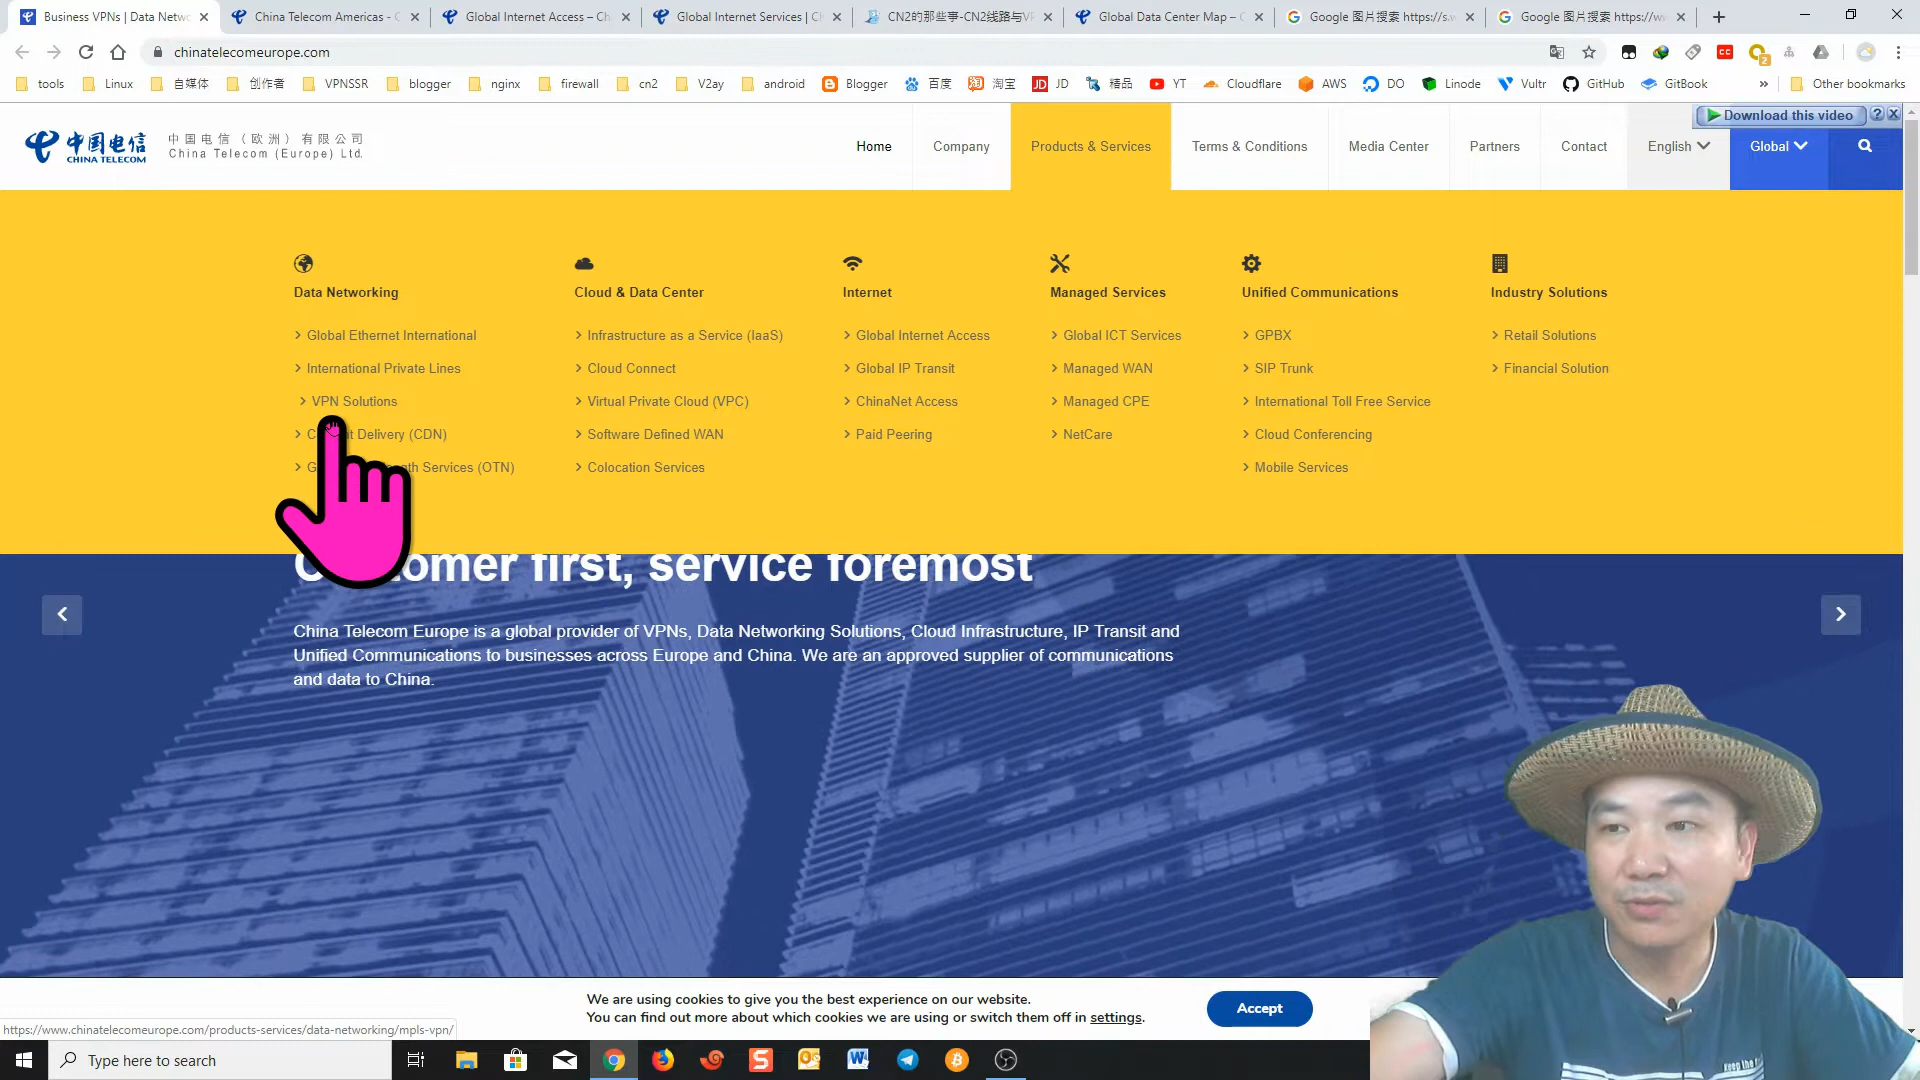 Business VPNs | Data Netwo
China Telecom Americas - C
Global Internet Access – Ch
Global Internet Services | Ch
CN2的那些事-CN2线路与VP
Global Data Center Map – C
Google 图片搜索 https://s.w
Google 图片搜索 https://ww
chinatelecomeurope.com
tools
Linux
自媒体
创作者
VPNSSR
blogger
nginx
firewall
cn2
V2ay
android
Blogger
百度
淘宝
JD
精品
YT
Cloudflare
AWS
DO
Linode
Vultr
GitHub
GitBook
»
Other bookmarks
Download this video
中国电信
CHINA TELECOM
中国电信（欧洲）有限公司
China Telecom (Europe) Ltd.
Home
Company
Products & Services
Terms & Conditions
Media Center
Partners
Contact
English
Global
Data Networking
Global Ethernet International
International Private Lines
VPN Solutions
t Delivery (CDN)
Services (OTN)
Cloud & Data Center
Infrastructure as a Service (IaaS)
Cloud Connect
Virtual Private Cloud (VPC)
Software Defined WAN
Colocation Services
Internet
Global Internet Access
Global IP Transit
ChinaNet Access
Paid Peering
Managed Services
Global ICT Services
Managed WAN
Managed CPE
NetCare
Unified Communications
GPBX
SIP Trunk
International Toll Free Service
Cloud Conferencing
Mobile Services
Industry Solutions
Retail Solutions
Financial Solution
omer first, service foremost
China Telecom Europe is a global provider of VPNs, Data Networking Solutions, Cloud Infrastructure, IP Transit and
Unified Communications to businesses across Europe and China. We are an approved supplier of communications
and data to China.
We are using cookies to give you the best experience on our website.
You can find out more about which cookies we are using or switch them off in settings.
Accept
https://www.chinatelecomeurope.com/products-services/data-networking/mpls-vpn/
Type here to search
Keep the f